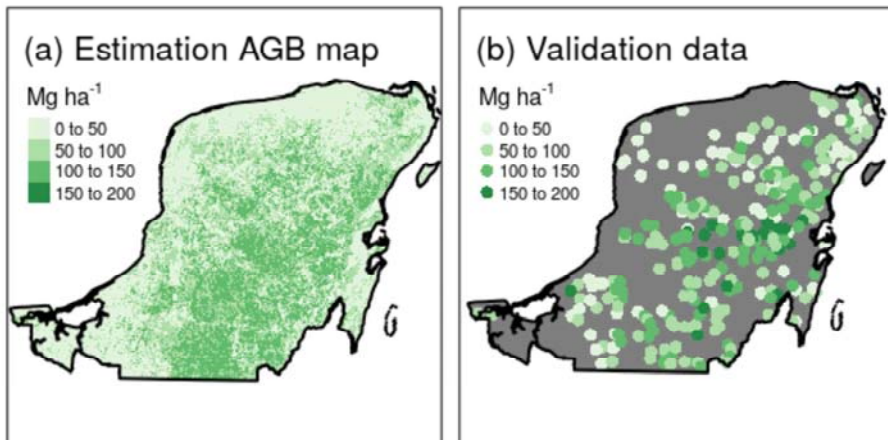 (a) Estimation AGB map
Mg ha⁻¹
0 to 50
50 to 100
100 to 150
150 to 200
(b) Validation data
Mg ha⁻¹
0 to 50
50 to 100
100 to 150
150 to 200